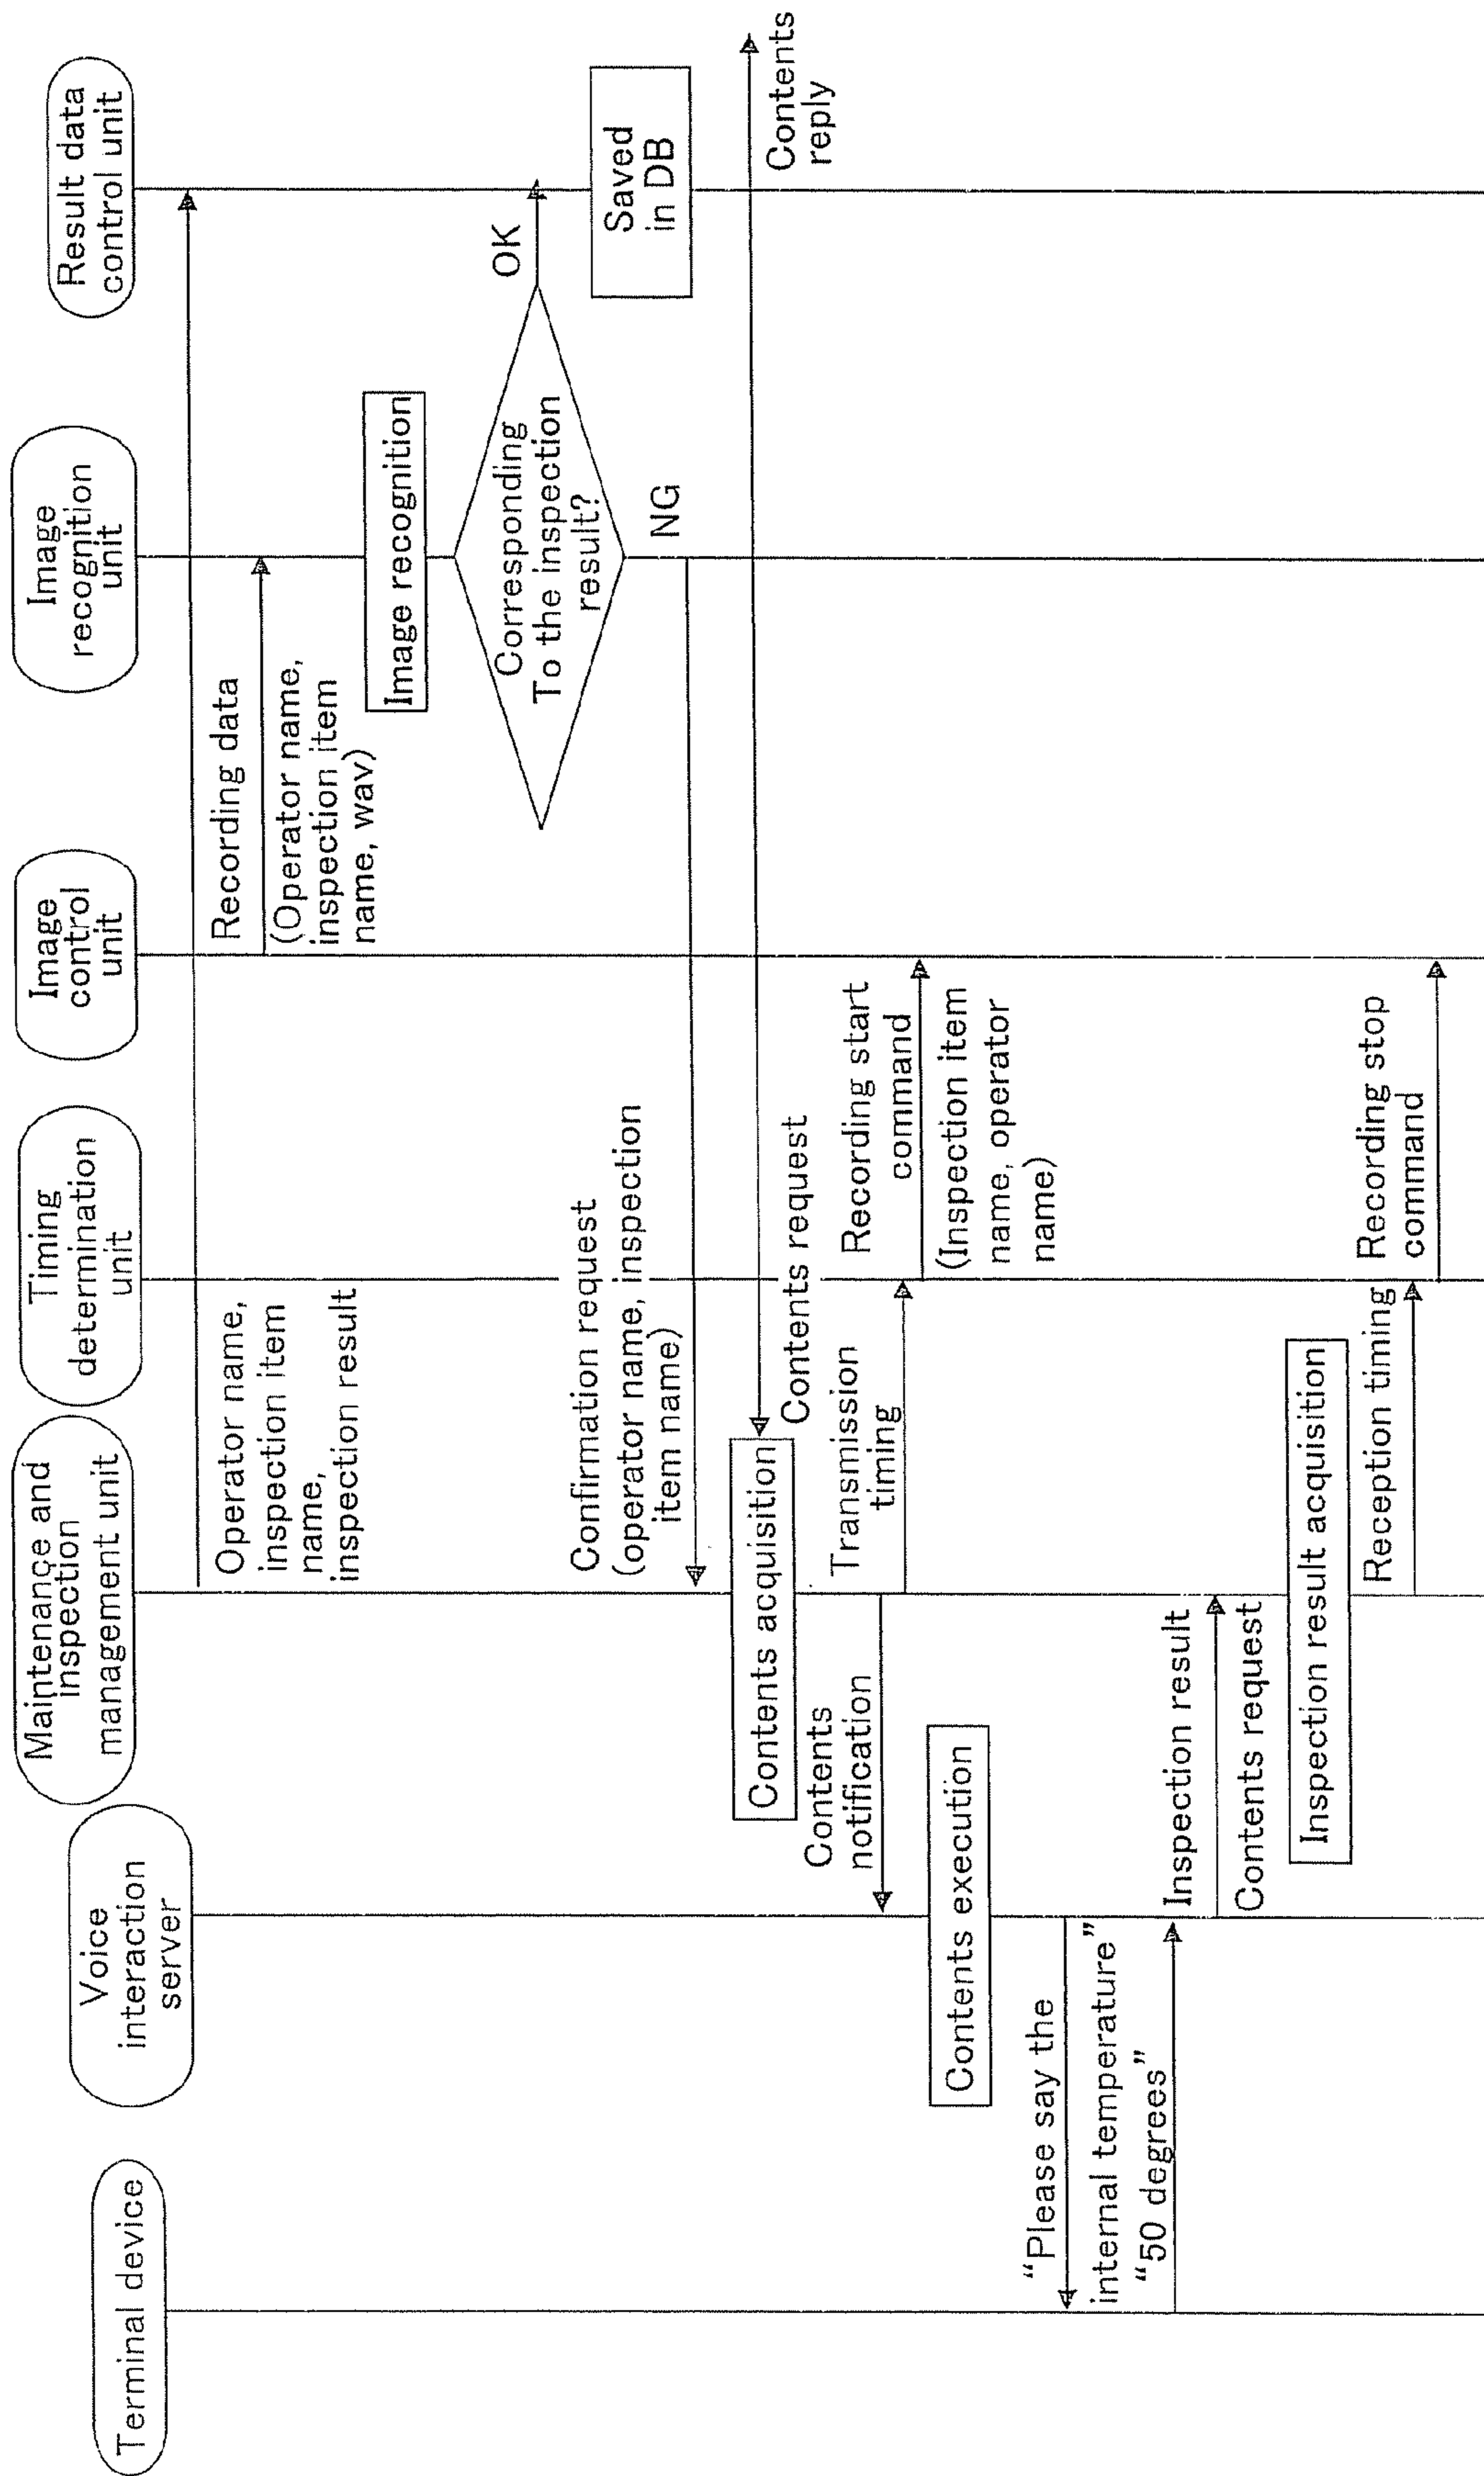 Terminal device
Voice
interaction
server
Maintenance and
inspection
management unit
Timing
determination
unit
Image
control
unit
Image
recognition
unit
Result data
control unit
Operator name,
inspection item
name,
inspection result
Recording data
(Operator name,
inspection item
name, wav)
Image recognition
Corresponding
To the inspection
result?
OK
NG
Saved
in DB
Confirmation request
(operator name, inspection
item name)
Contents acquisition
Contents request
Contents
reply
Contents
notification
Transmission
timing
Recording start
command
(Inspection item
name, operator
name)
Contents execution
“Please say the
internal temperature”
“50 degrees”
Inspection result
Contents request
Inspection result acquisition
Reception timing
Recording stop
command